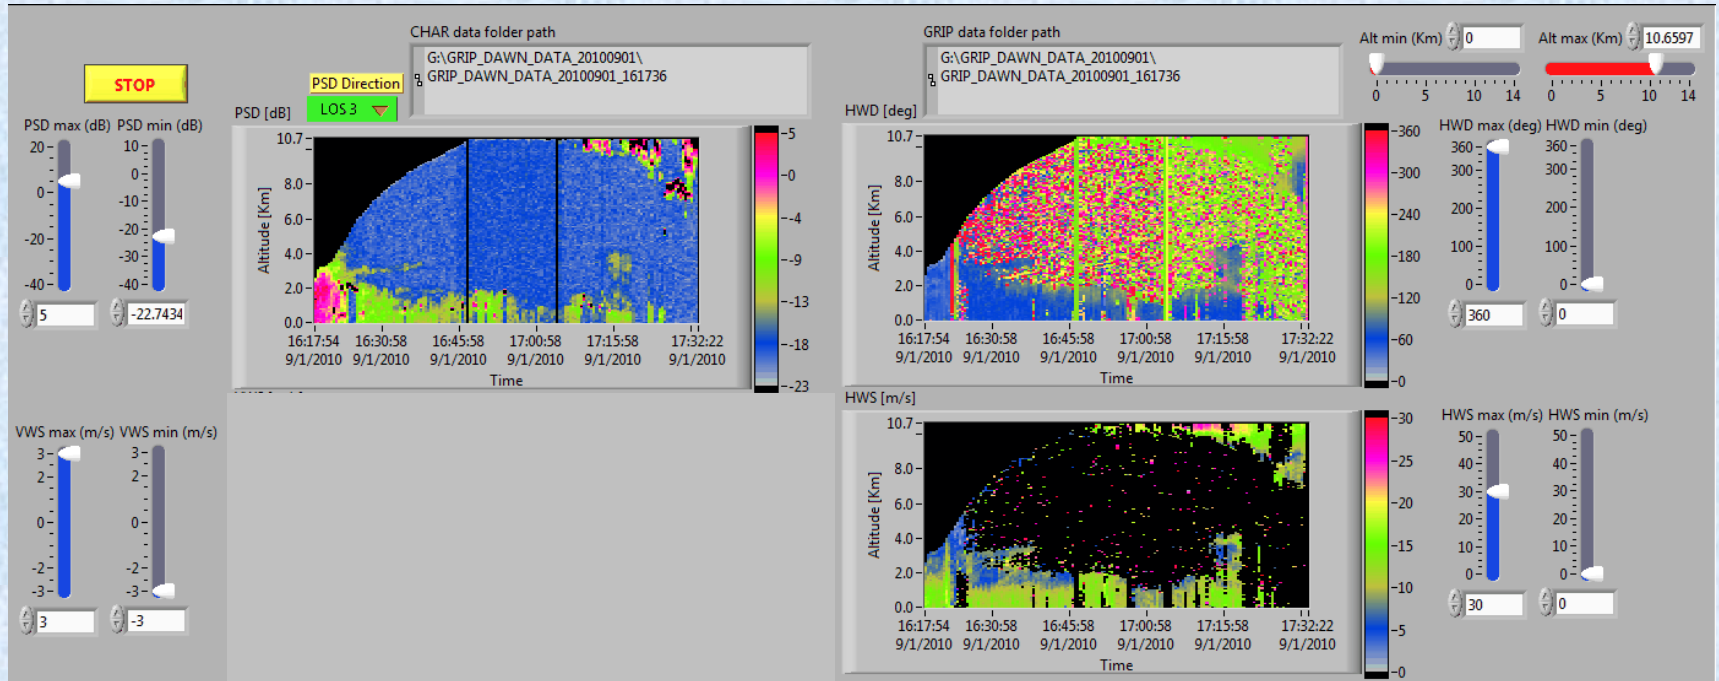 CHAR data folder path
G:\GRIP_DAWN_DATA_20100901\
GRIP_DAWN_DATA_20100901_161736
GRIP data folder path
G:\GRIP_DAWN_DATA_20100901\
GRIP_DAWN_DATA_20100901_161736
Alt min (Km) 0
0 5 10 14
Alt max (Km) 10.6597
0 5 10 14
STOP
PSD Direction
LOS 3
PSD max (dB)
20
0
-20
-40
5
PSD min (dB)
10
0
-10
-20
-30
-40
-22.7434
PSD [dB]
10.7
8.0
6.0
4.0
2.0
0.0
Altitude [Km]
16:17:54 16:30:58 16:45:58 17:00:58 17:15:58 17:32:22
9/1/2010 9/1/2010 9/1/2010 9/1/2010 9/1/2010 9/1/2010
Time
-5
-0
--4
--9
--13
--18
--23
HWD [deg]
10.7
8.0
6.0
4.0
2.0
0.0
Altitude [Km]
16:17:54 16:30:58 16:45:58 17:00:58 17:15:58 17:32:22
9/1/2010 9/1/2010 9/1/2010 9/1/2010 9/1/2010 9/1/2010
Time
-360
-300
-240
-180
-120
-60
-0
HWD max (deg)
360
300
200
100
0
360
HWD min (deg)
360
300
200
100
0
0
VWS max (m/s)
3
2
0
-2
-3
3
VWS min (m/s)
3
2
0
-2
-3
-3
HWS [m/s]
10.7
8.0
6.0
4.0
2.0
0.0
Altitude [Km]
16:17:54 16:30:58 16:45:58 17:00:58 17:15:58 17:32:22
9/1/2010 9/1/2010 9/1/2010 9/1/2010 9/1/2010 9/1/2010
Time
-30
-25
-20
-15
-10
-5
-0
HWS max (m/s)
50
40
30
20
10
0
30
HWS min (m/s)
50
40
30
20
10
0
0